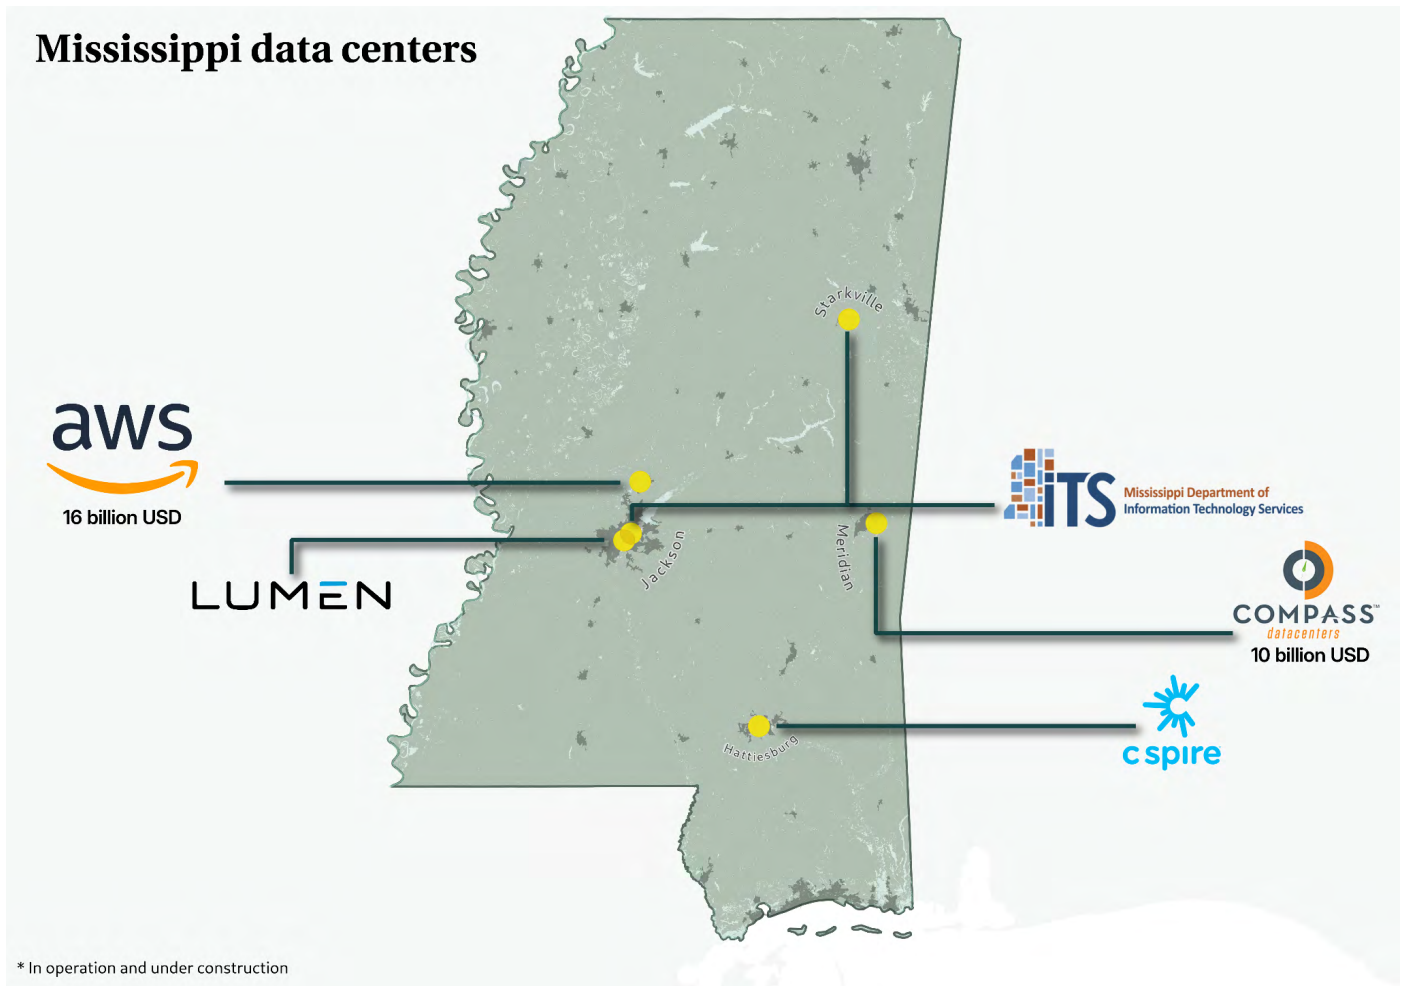 Mississippi data centers
Starkville
aws
16 billion USD
iTS
Mississippi Department of
Information Technology Services
Jackson
Meridian
LUMEN
COMPASS™
datacenters
10 billion USD
Hattiesburg
c spire
* In operation and under construction